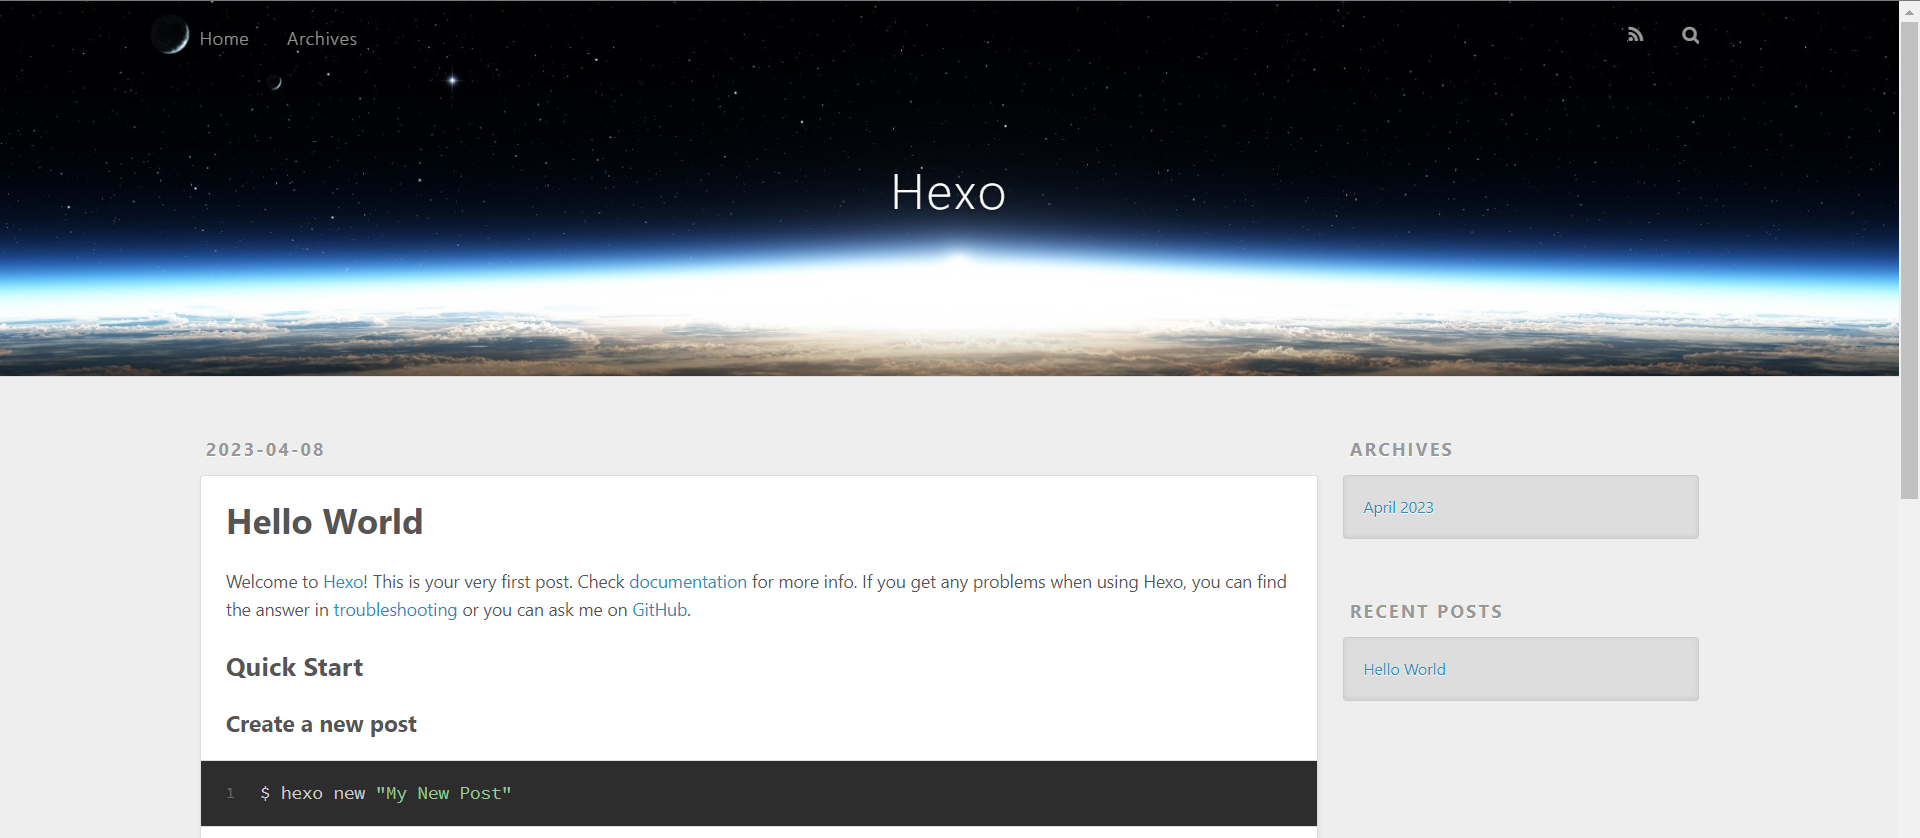 Home Archives
Hexo
2023-04-08
Hello World
Welcome to Hexo! This is your very first post. Check documentation for more info. If you get any problems when using Hexo, you can find
the answer in troubleshooting or you can ask me on GitHub.
Quick Start
Create a new post
1 $ hexo new "My New Post"
ARCHIVES
April 2023
RECENT POSTS
Hello World